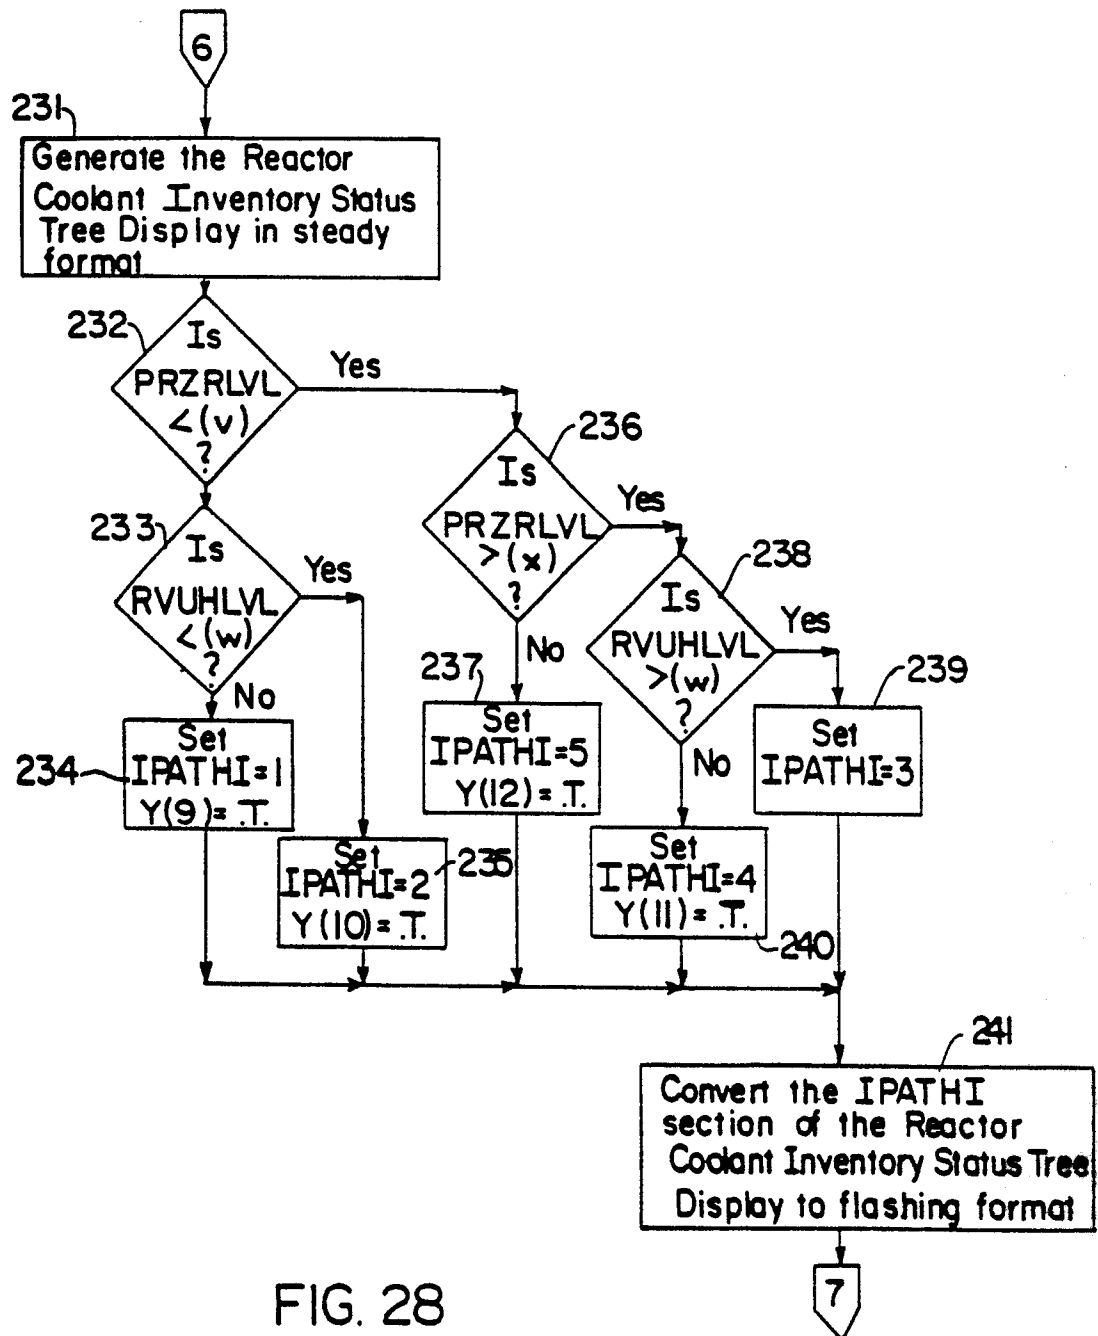 6
231
Generate the Reactor
Coolant Inventory Status
Tree Display in steady
format
232
Is
PRZRLVL
<(v)
?
Yes
236
Is
PRZRLVL
>(x)
?
Yes
233
Is
RVUHLVL
<(w)
?
Yes
238
Is
RVUHLVL
>(w)
?
Yes
No
No
237
239
234
Set
IPATHI=1
Y(9)= .T.
Set
IPATHI=5
Y(12)= .T.
No
Set
IPATHI=3
Set
IPATHI=2
Y(10)= .T.
235
Set
IPATHI=4
Y(11)= .T.
240
241
Convert the IPATHI
section of the Reactor
Coolant Inventory Status Tree
Display to flashing format
7
FIG. 28